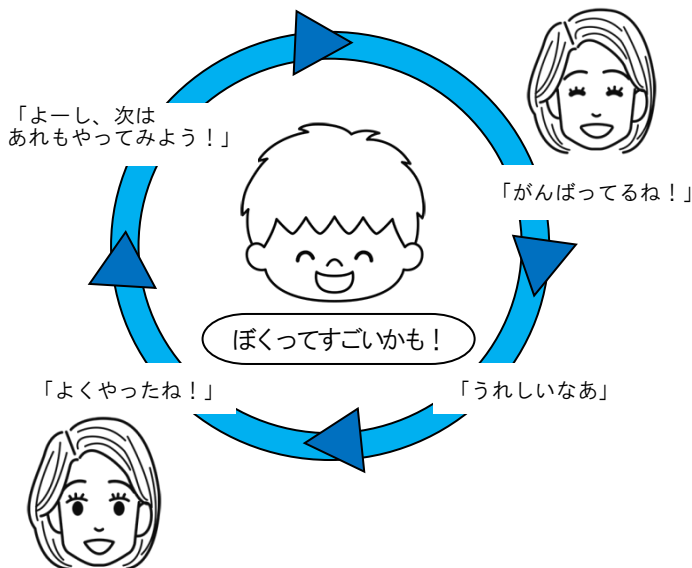 「よーし、次は
あれもやってみよう！」
「がんばってるね！」
ぼくってすごいかも！
「よくやったね！」
「うれしいなあ」